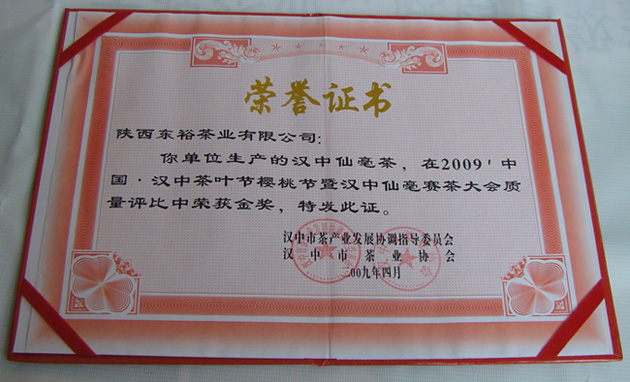 荣誉证书
陕西东裕茶业有限公司：
你单位生产的汉中仙毫茶，在2009'中
国·汉中茶叶节樱桃节暨汉中仙毫赛茶大会质
量评比中荣获金奖，特发此证。
汉中市茶产业发展协调指导委员会
汉中市茶业协会
二00九年四月